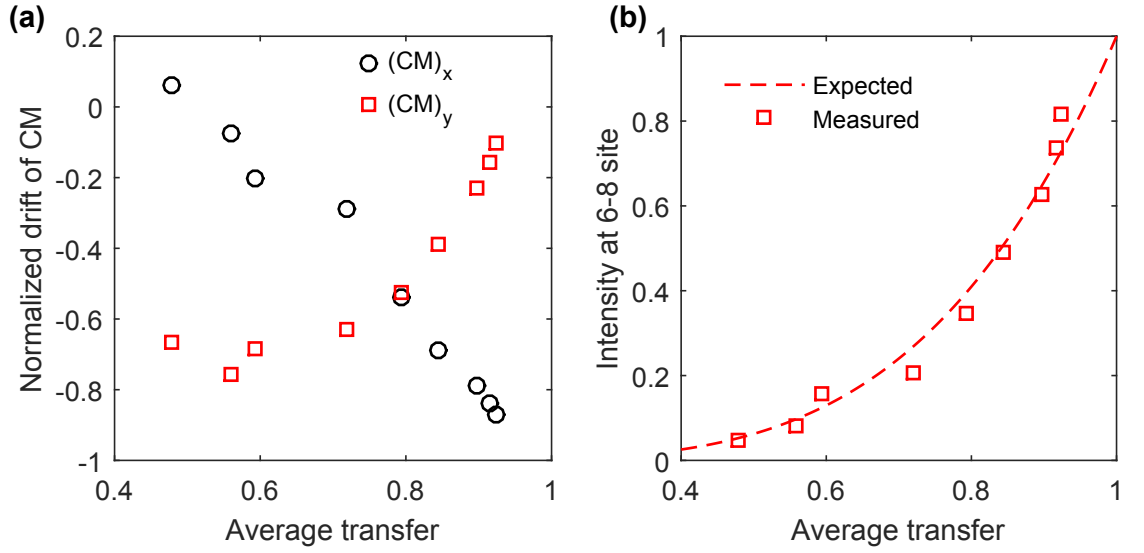 (a)
Normalized drift of CM
0.2
0
-0.2
-0.4
-0.6
-0.8
-1
0.4 0.6 0.8 1
Average transfer
(CM)x
(CM)y
(b)
Intensity at 6-8 site
1
0.8
0.6
0.4
0.2
0
0.4 0.6 0.8 1
Average transfer
Expected
Measured